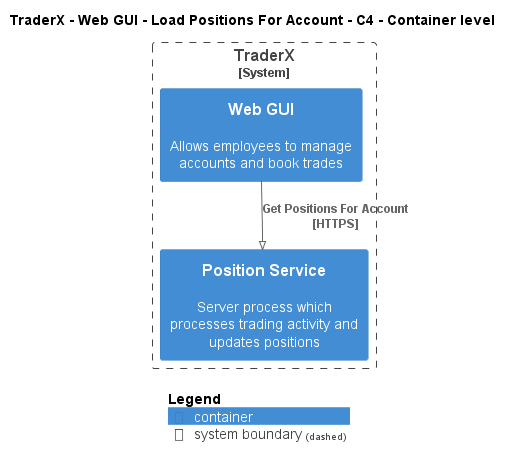 TraderX - Web GUI - Load Positions For Account - C4 - Container level
TraderX
[System]
Web GUI
Allows employees to manage
accounts and book trades
Get Positions For Account
[HTTPS]
Position Service
Server process which
processes trading activity and
updates positions
Legend
container
system boundary (dashed)